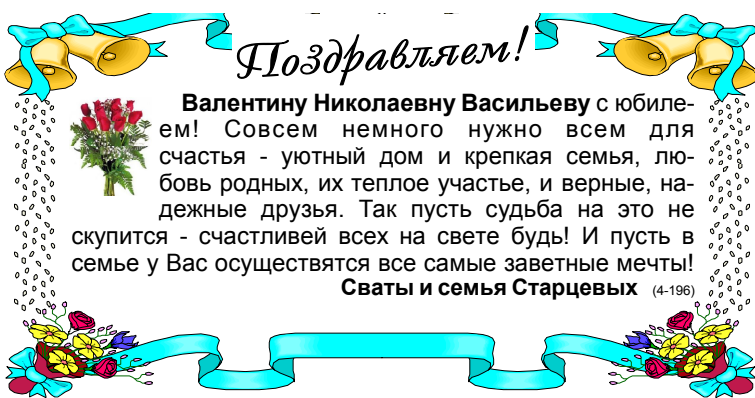 Поздравляем!
Валентину Николаевну Васильеву с юбиле-
ем! Совсем немного нужно всем для
счастья - уютный дом и крепкая семья, лю-
бовь родных, их теплое участье, и верные, на-
дежные друзья. Так пусть судьба на это не
скупится - счастливей всех на свете будь! И пусть в
семье у Вас осуществятся все самые заветные мечты!
Сваты и семья Старцевых (4-196)